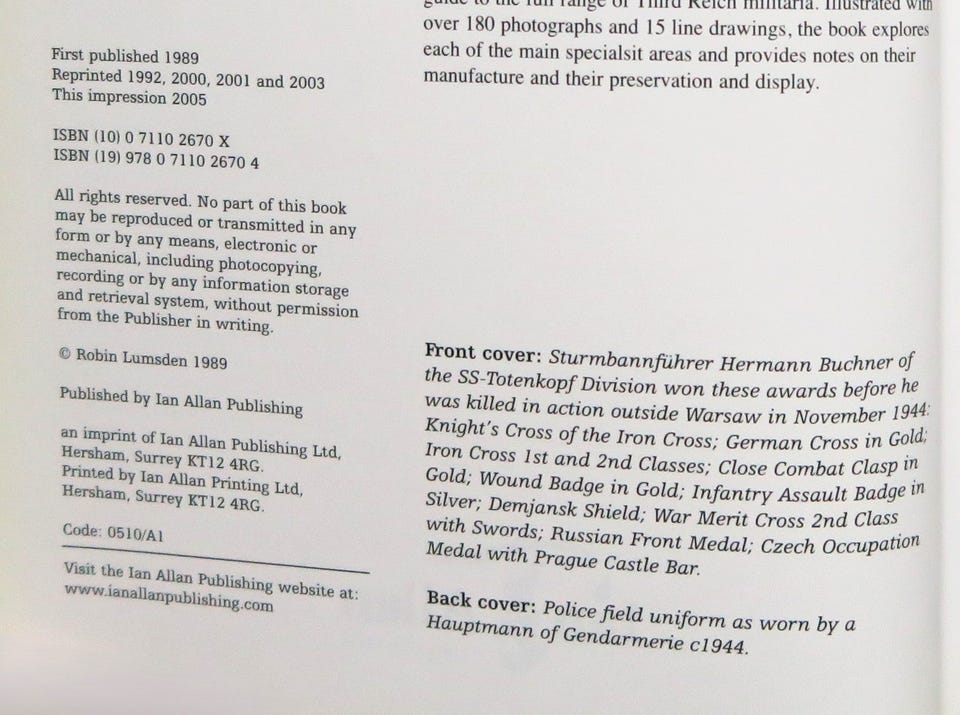 First published 1989
Reprinted 1992, 2000, 2001 and 2003
This impression 2005
ISBN (10) 0 7110 2670 X
ISBN (19) 978 0 7110 2670 4
All rights reserved. No part of this book
may be reproduced or transmitted in any
form or by any means, electronic or
mechanical, including photocopying,
recording or by any information storage
and retrieval system, without permission
from the Publisher in writing.
© Robin Lumsden 1989
Published by Ian Allan Publishing
an imprint of Ian Allan Publishing Ltd,
Hersham, Surrey KT12 4RG.
Printed by Ian Allan Printing Ltd,
Hersham, Surrey KT12 4RG.
Code: 0510/A1
Visit the Ian Allan Publishing website at:
www.ianallanpublishing.com
guide to the full range of Third Reich militaria. Illustrated with
over 180 photographs and 15 line drawings, the book explores
each of the main specialsit areas and provides notes on their
manufacture and their preservation and display.
Front cover: Sturmbannführer Hermann Buchner of
the SS-Totenkopf Division won these awards before he
was killed in action outside Warsaw in November 1944:
Knight's Cross of the Iron Cross; German Cross in Gold;
Iron Cross 1st and 2nd Classes; Close Combat Clasp in
Gold; Wound Badge in Gold; Infantry Assault Badge in
Silver; Demjansk Shield; War Merit Cross 2nd Class
with Swords; Russian Front Medal; Czech Occupation
Medal with Prague Castle Bar.
Back cover: Police field uniform as worn by a
Hauptmann of Gendarmerie c1944.